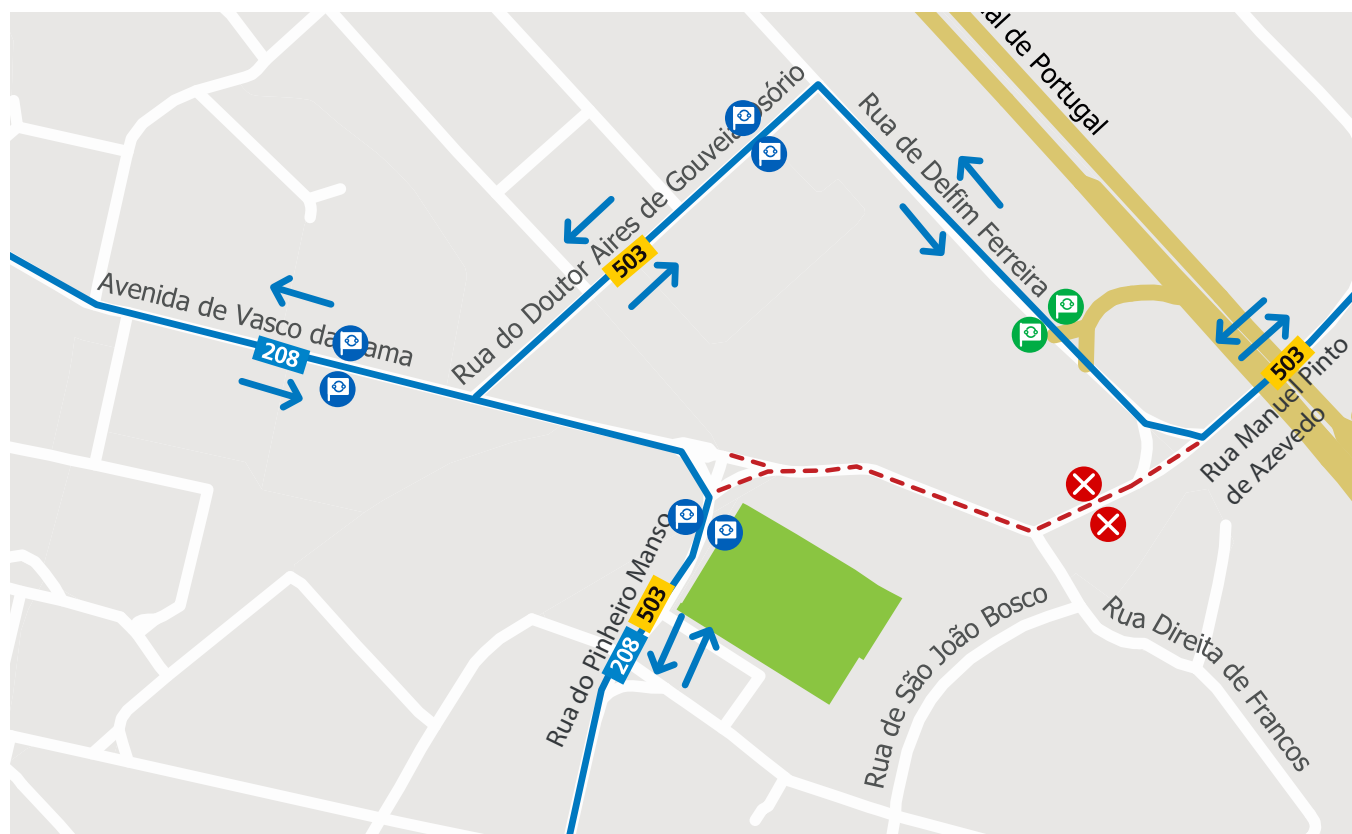 al de Portugal
Rua do Doutor Aires de Gouveia Osório
Rua de Delfim Ferreira
503
Avenida de Vasco da Gama
208
503
Rua Manuel Pinto
de Azevedo
Rua do Pinheiro Manso
503
208
Rua de São João Bosco
Rua Direita de Francos